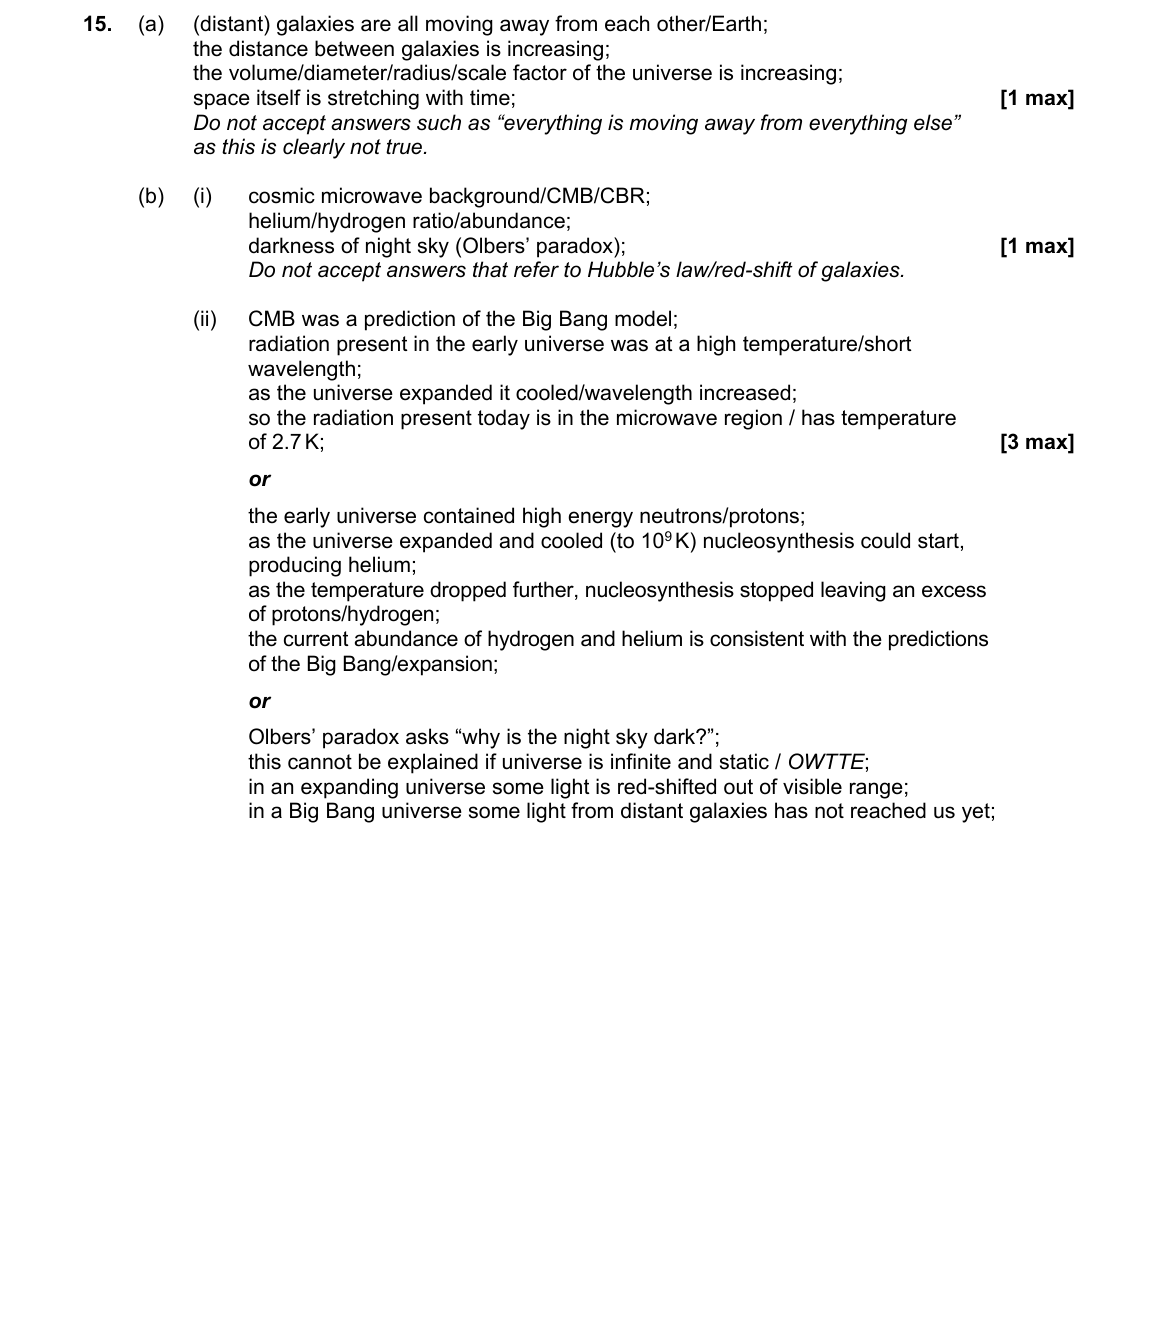 15. (a) (distant) galaxies are all moving away from each other/Earth;
the distance between galaxies is increasing;
the volume/diameter/radius/scale factor of the universe is increasing;
space itself is stretching with time; [1 max]
Do not accept answers such as “everything is moving away from everything else”
as this is clearly not true.
(b) (i) cosmic microwave background/CMB/CBR;
helium/hydrogen ratio/abundance;
darkness of night sky (Olbers’ paradox); [1 max]
Do not accept answers that refer to Hubble’s law/red-shift of galaxies.
(ii) CMB was a prediction of the Big Bang model;
radiation present in the early universe was at a high temperature/short
wavelength;
as the universe expanded it cooled/wavelength increased;
so the radiation present today is in the microwave region / has temperature
of 2.7 K; [3 max]
or
the early universe contained high energy neutrons/protons;
as the universe expanded and cooled (to 10⁹ K) nucleosynthesis could start,
producing helium;
as the temperature dropped further, nucleosynthesis stopped leaving an excess
of protons/hydrogen;
the current abundance of hydrogen and helium is consistent with the predictions
of the Big Bang/expansion;
or
Olbers’ paradox asks “why is the night sky dark?”;
this cannot be explained if universe is infinite and static / OWTTE;
in an expanding universe some light is red-shifted out of visible range;
in a Big Bang universe some light from distant galaxies has not reached us yet;